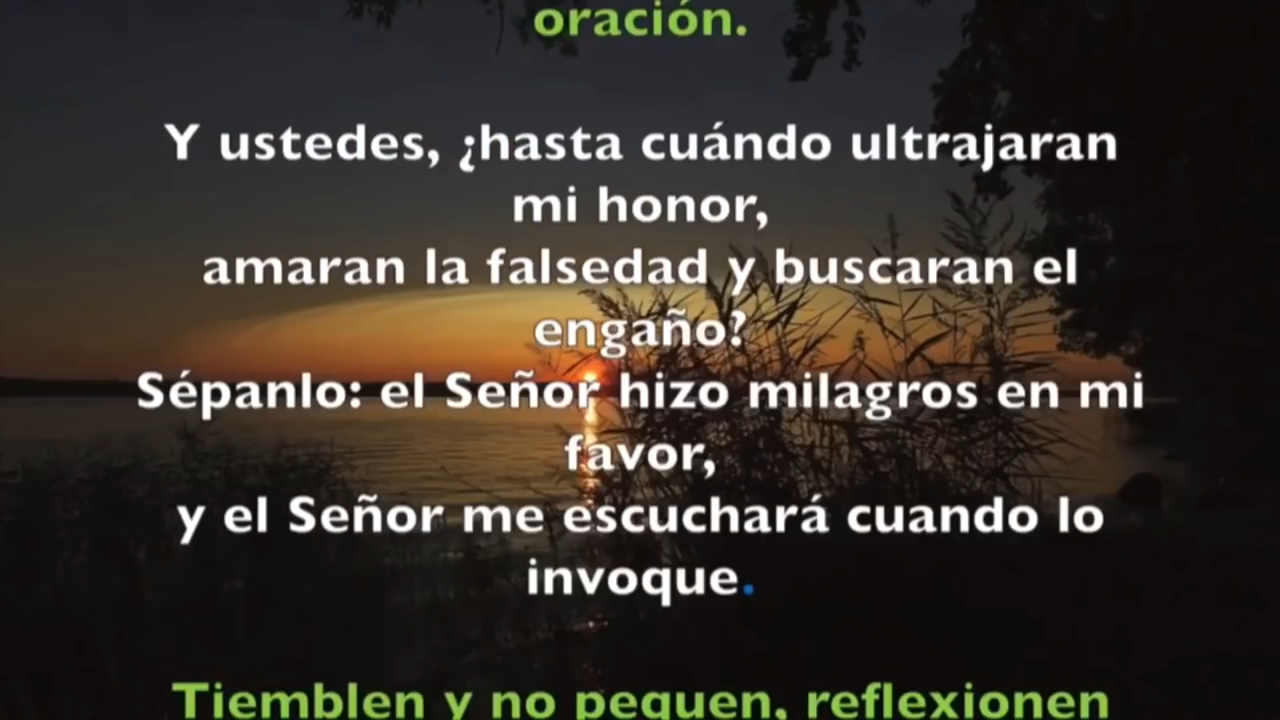 oración.
Y ustedes, ¿hasta cuándo ultrajaran
mi honor,
amaran la falsedad y buscaran el
engaño?
Sépanlo: el Señor hizo milagros en mi
favor,
y el Señor me escuchará cuando lo
invoque.
Tiemblen y no pequen, reflexionen